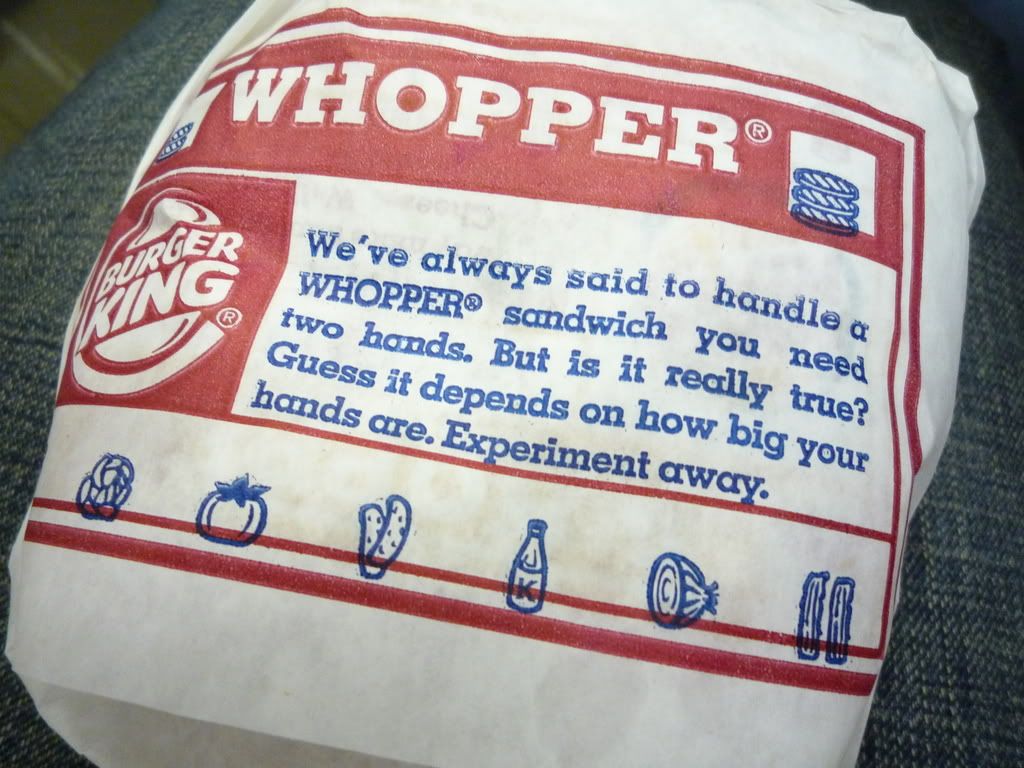 WHOPPER®
BURGER
KING®
We've always said to handle a
WHOPPER® sandwich you need
two hands. But is it really true?
Guess it depends on how big your
hands are. Experiment away.
K